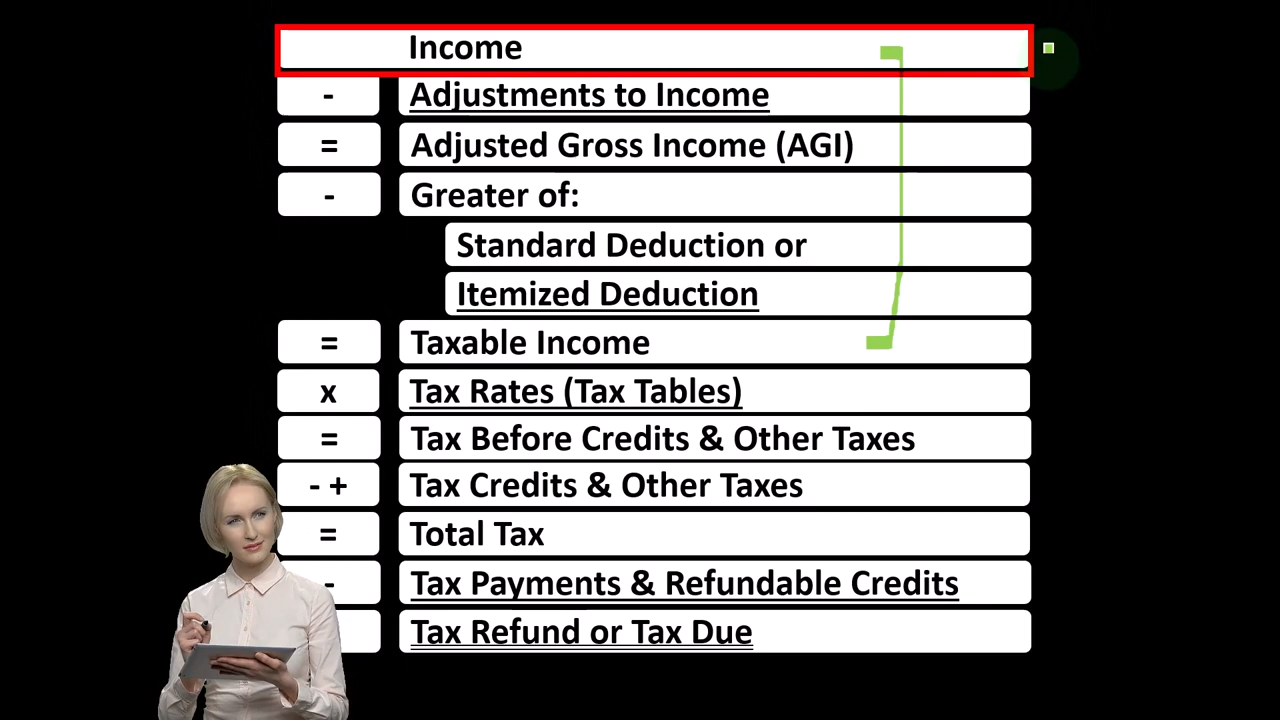 Income
- Adjustments to Income
= Adjusted Gross Income (AGI)
- Greater of:
Standard Deduction or
Itemized Deduction
= Taxable Income
x Tax Rates (Tax Tables)
= Tax Before Credits & Other Taxes
- + Tax Credits & Other Taxes
= Total Tax
- Tax Payments & Refundable Credits
Tax Refund or Tax Due